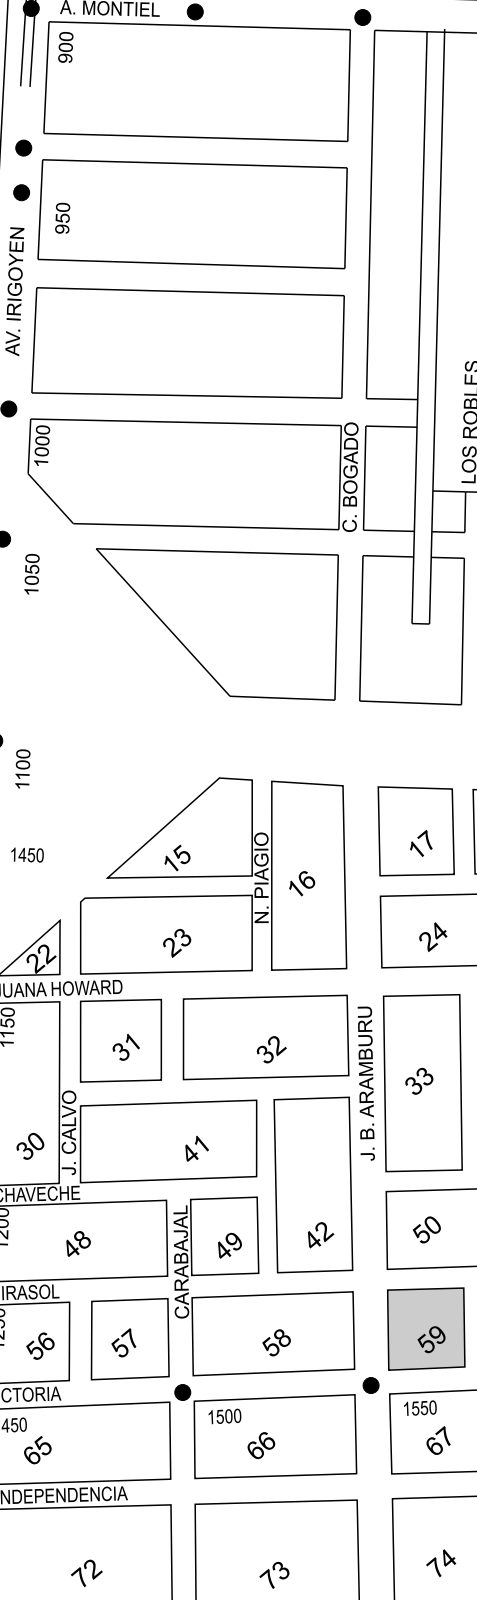 A. MONTIEL
900
950
AV. IRIGOYEN
LOS ROBLES
1000
C. BOGADO
1050
1100
1450
15
N. PIAGIO
16
17
22
23
24
JUANA HOWARD
1150
31
32
J. B. ARAMBURU
33
30
J. CALVO
41
CHAVECHE
1200
48
CARABAJAL
49
42
50
IRASOL
1250
56
57
58
59
CTORIA
450
1500
1550
65
66
67
NDEPENDENCIA
72
73
74